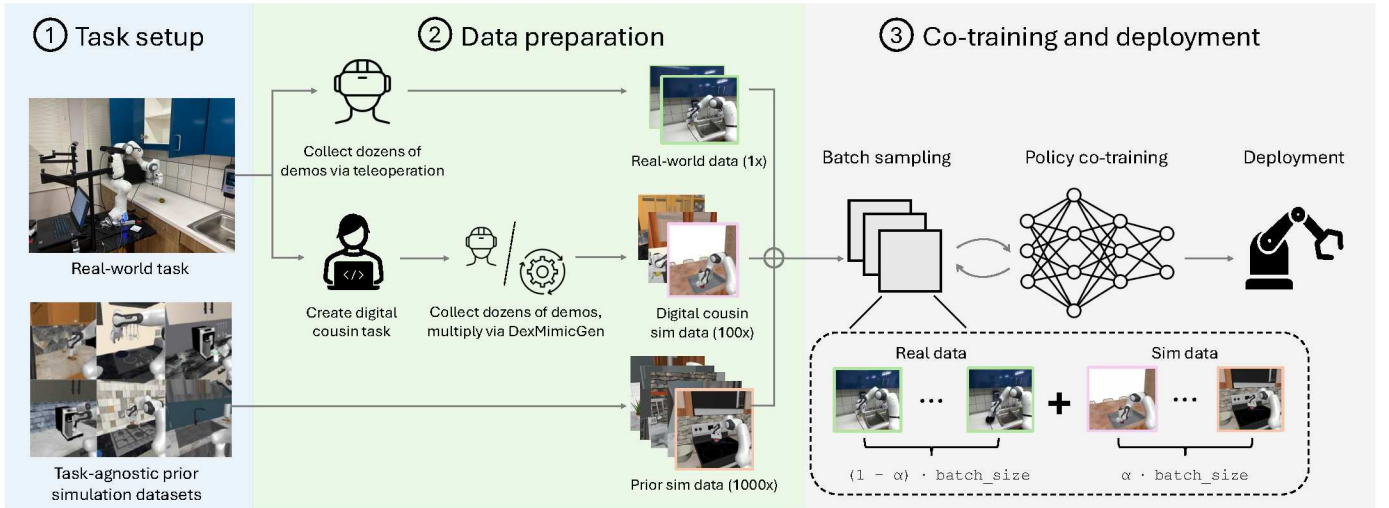 1 Task setup
Real-world task
Task-agnostic prior
simulation datasets
2 Data preparation
Collect dozens of
demos via teleoperation
Real-world data (1x)
Create digital
cousin task
</>
Collect dozens of demos,
multiply via DexMimicGen
Digital cousin
sim data (100x)
Prior sim data (1000x)
3 Co-training and deployment
Batch sampling
Policy co-training
Deployment
Real data
Sim data
...
+
...
(1 - α) · batch_size
α · batch_size